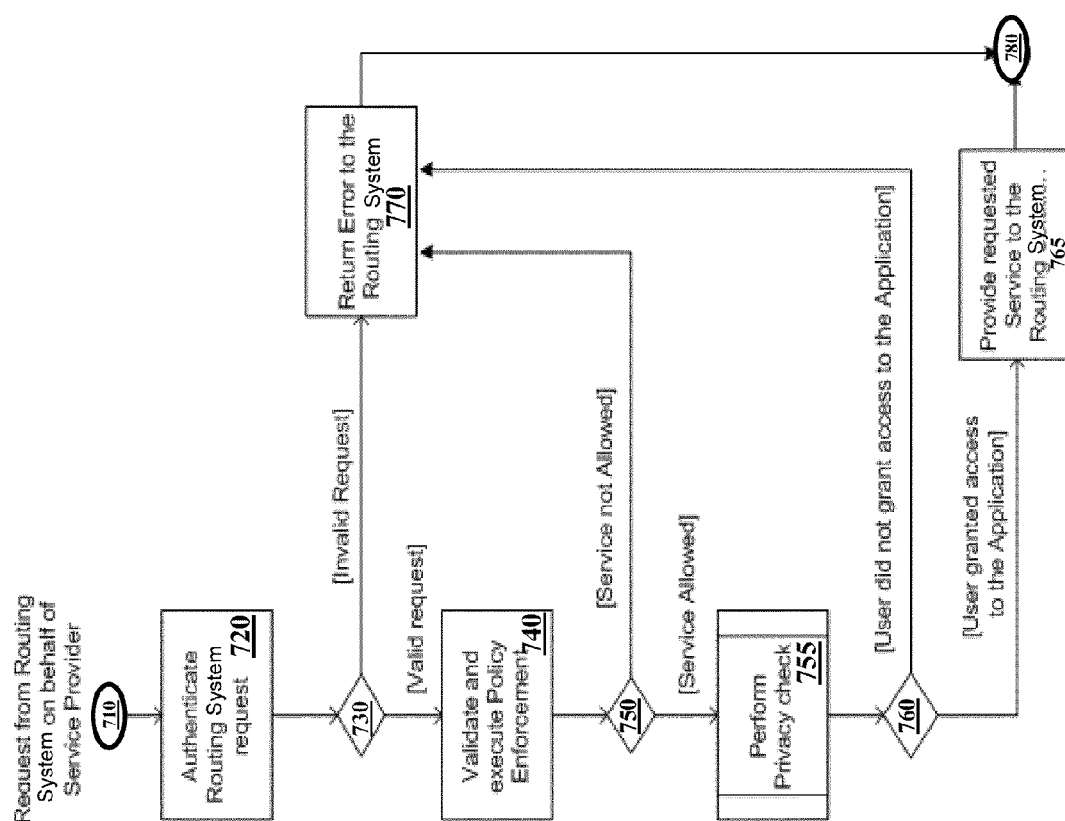 Request from Routing
System on behalf of
Service Provider
710
Authenticate
Routing System
request
720
730
[Invalid Request]
[Valid request]
Return Error to the
Routing System
770
Validate and
execute Policy
Enforcement
740
750
[Service not Allowed]
[Service Allowed]
Perform
Privacy check
755
760
[User did not grant access to the Application]
[User granted access
to the Application]
Provide requested
Service to the
Routing System...
765
780